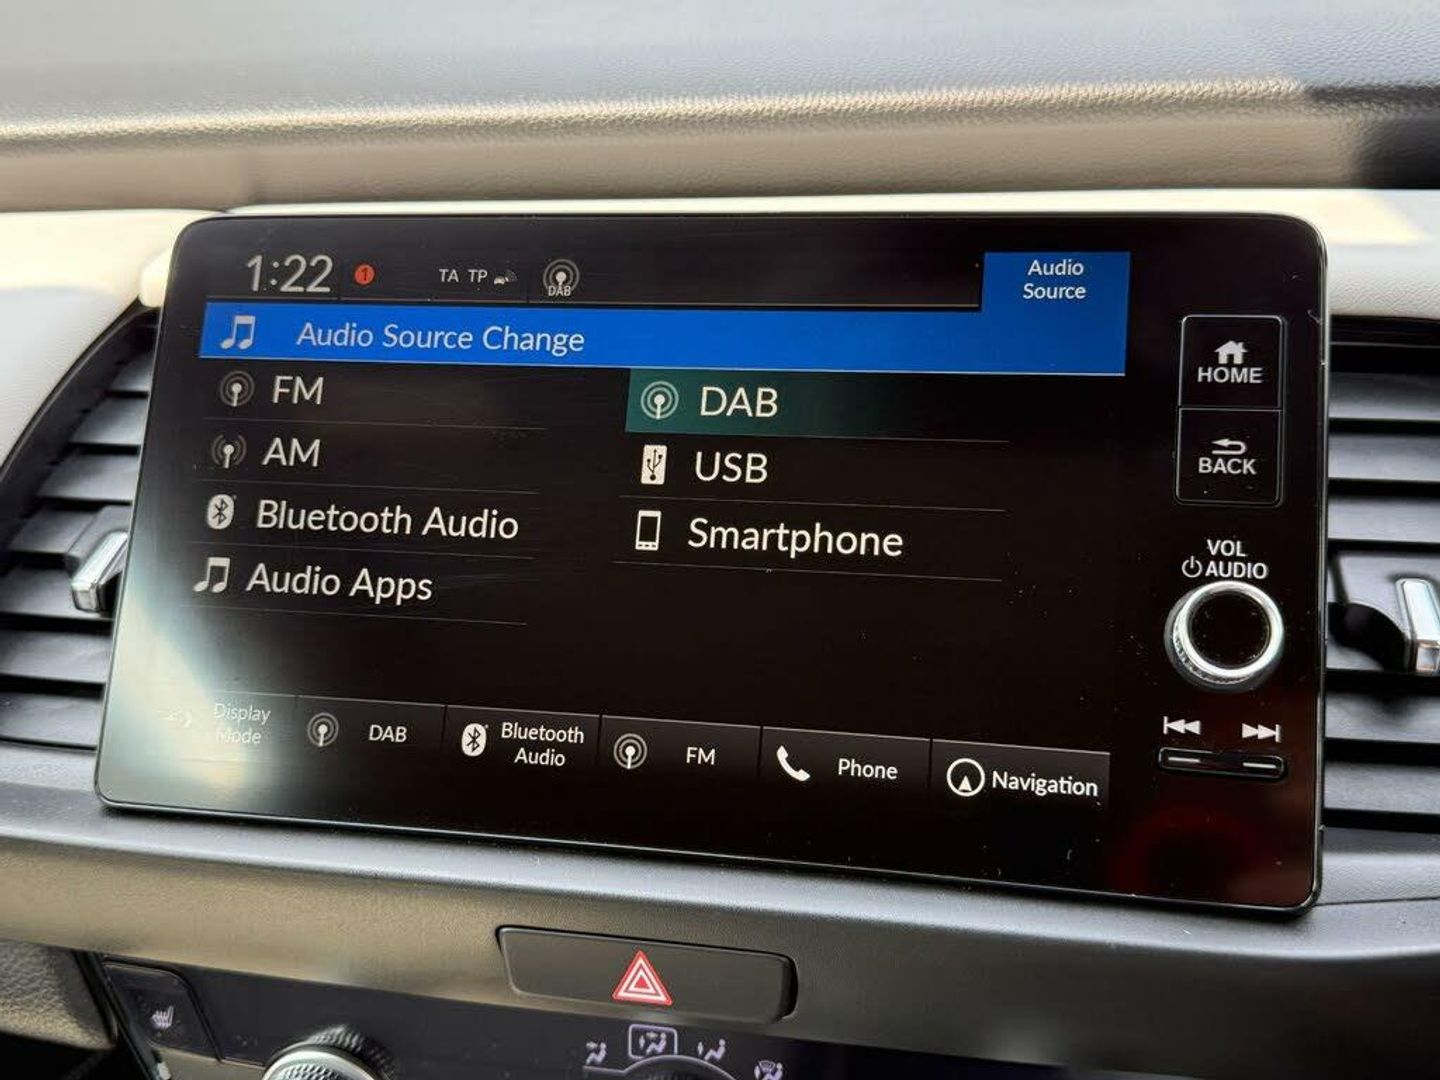 1:22 1 TA TP DAB
Audio
Source
Audio Source Change
FM
DAB
AM
USB
Bluetooth Audio
Smartphone
Audio Apps
HOME
BACK
VOL
AUDIO
Display
Mode
DAB
Bluetooth
Audio
FM
Phone
Navigation